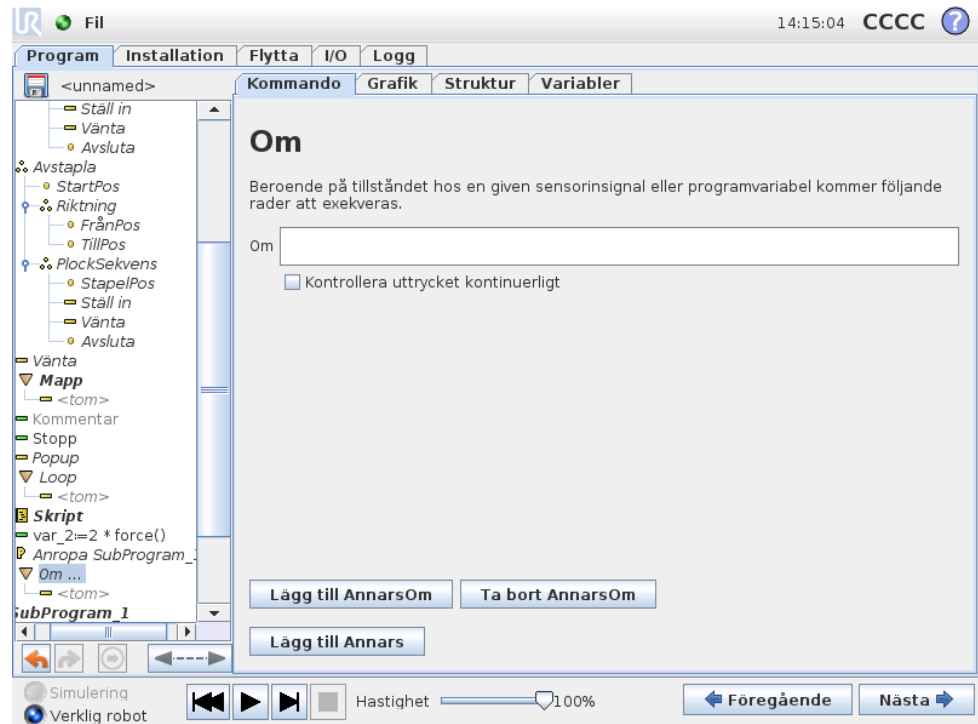 UR Fil 14:15:04 CCCC ?
Program Installation Flytta I/O Logg
<unnamed>
Kommando Grafik Struktur Variabler
Ställ in
Vänta
Avsluta
Avstapla
StartPos
Riktning
FrånPos
TillPos
PlockSekvens
StapelPos
Ställ in
Vänta
Avsluta
Vänta
Mapp
<tom>
Kommentar
Stopp
Popup
Loop
<tom>
Skript
var_2:=2 * force()
Anropa SubProgram_1
Om ...
<tom>
SubProgram_1
Om
Beroende på tillståndet hos en given sensorinsignal eller programvariabel kommer följande
rader att exekveras.
Om
Kontrollera uttrycket kontinuerligt
Lägg till AnnarsOm Ta bort AnnarsOm
Lägg till Annars
Simulering
Verklig robot
Hastighet 100%
Föregående Nästa